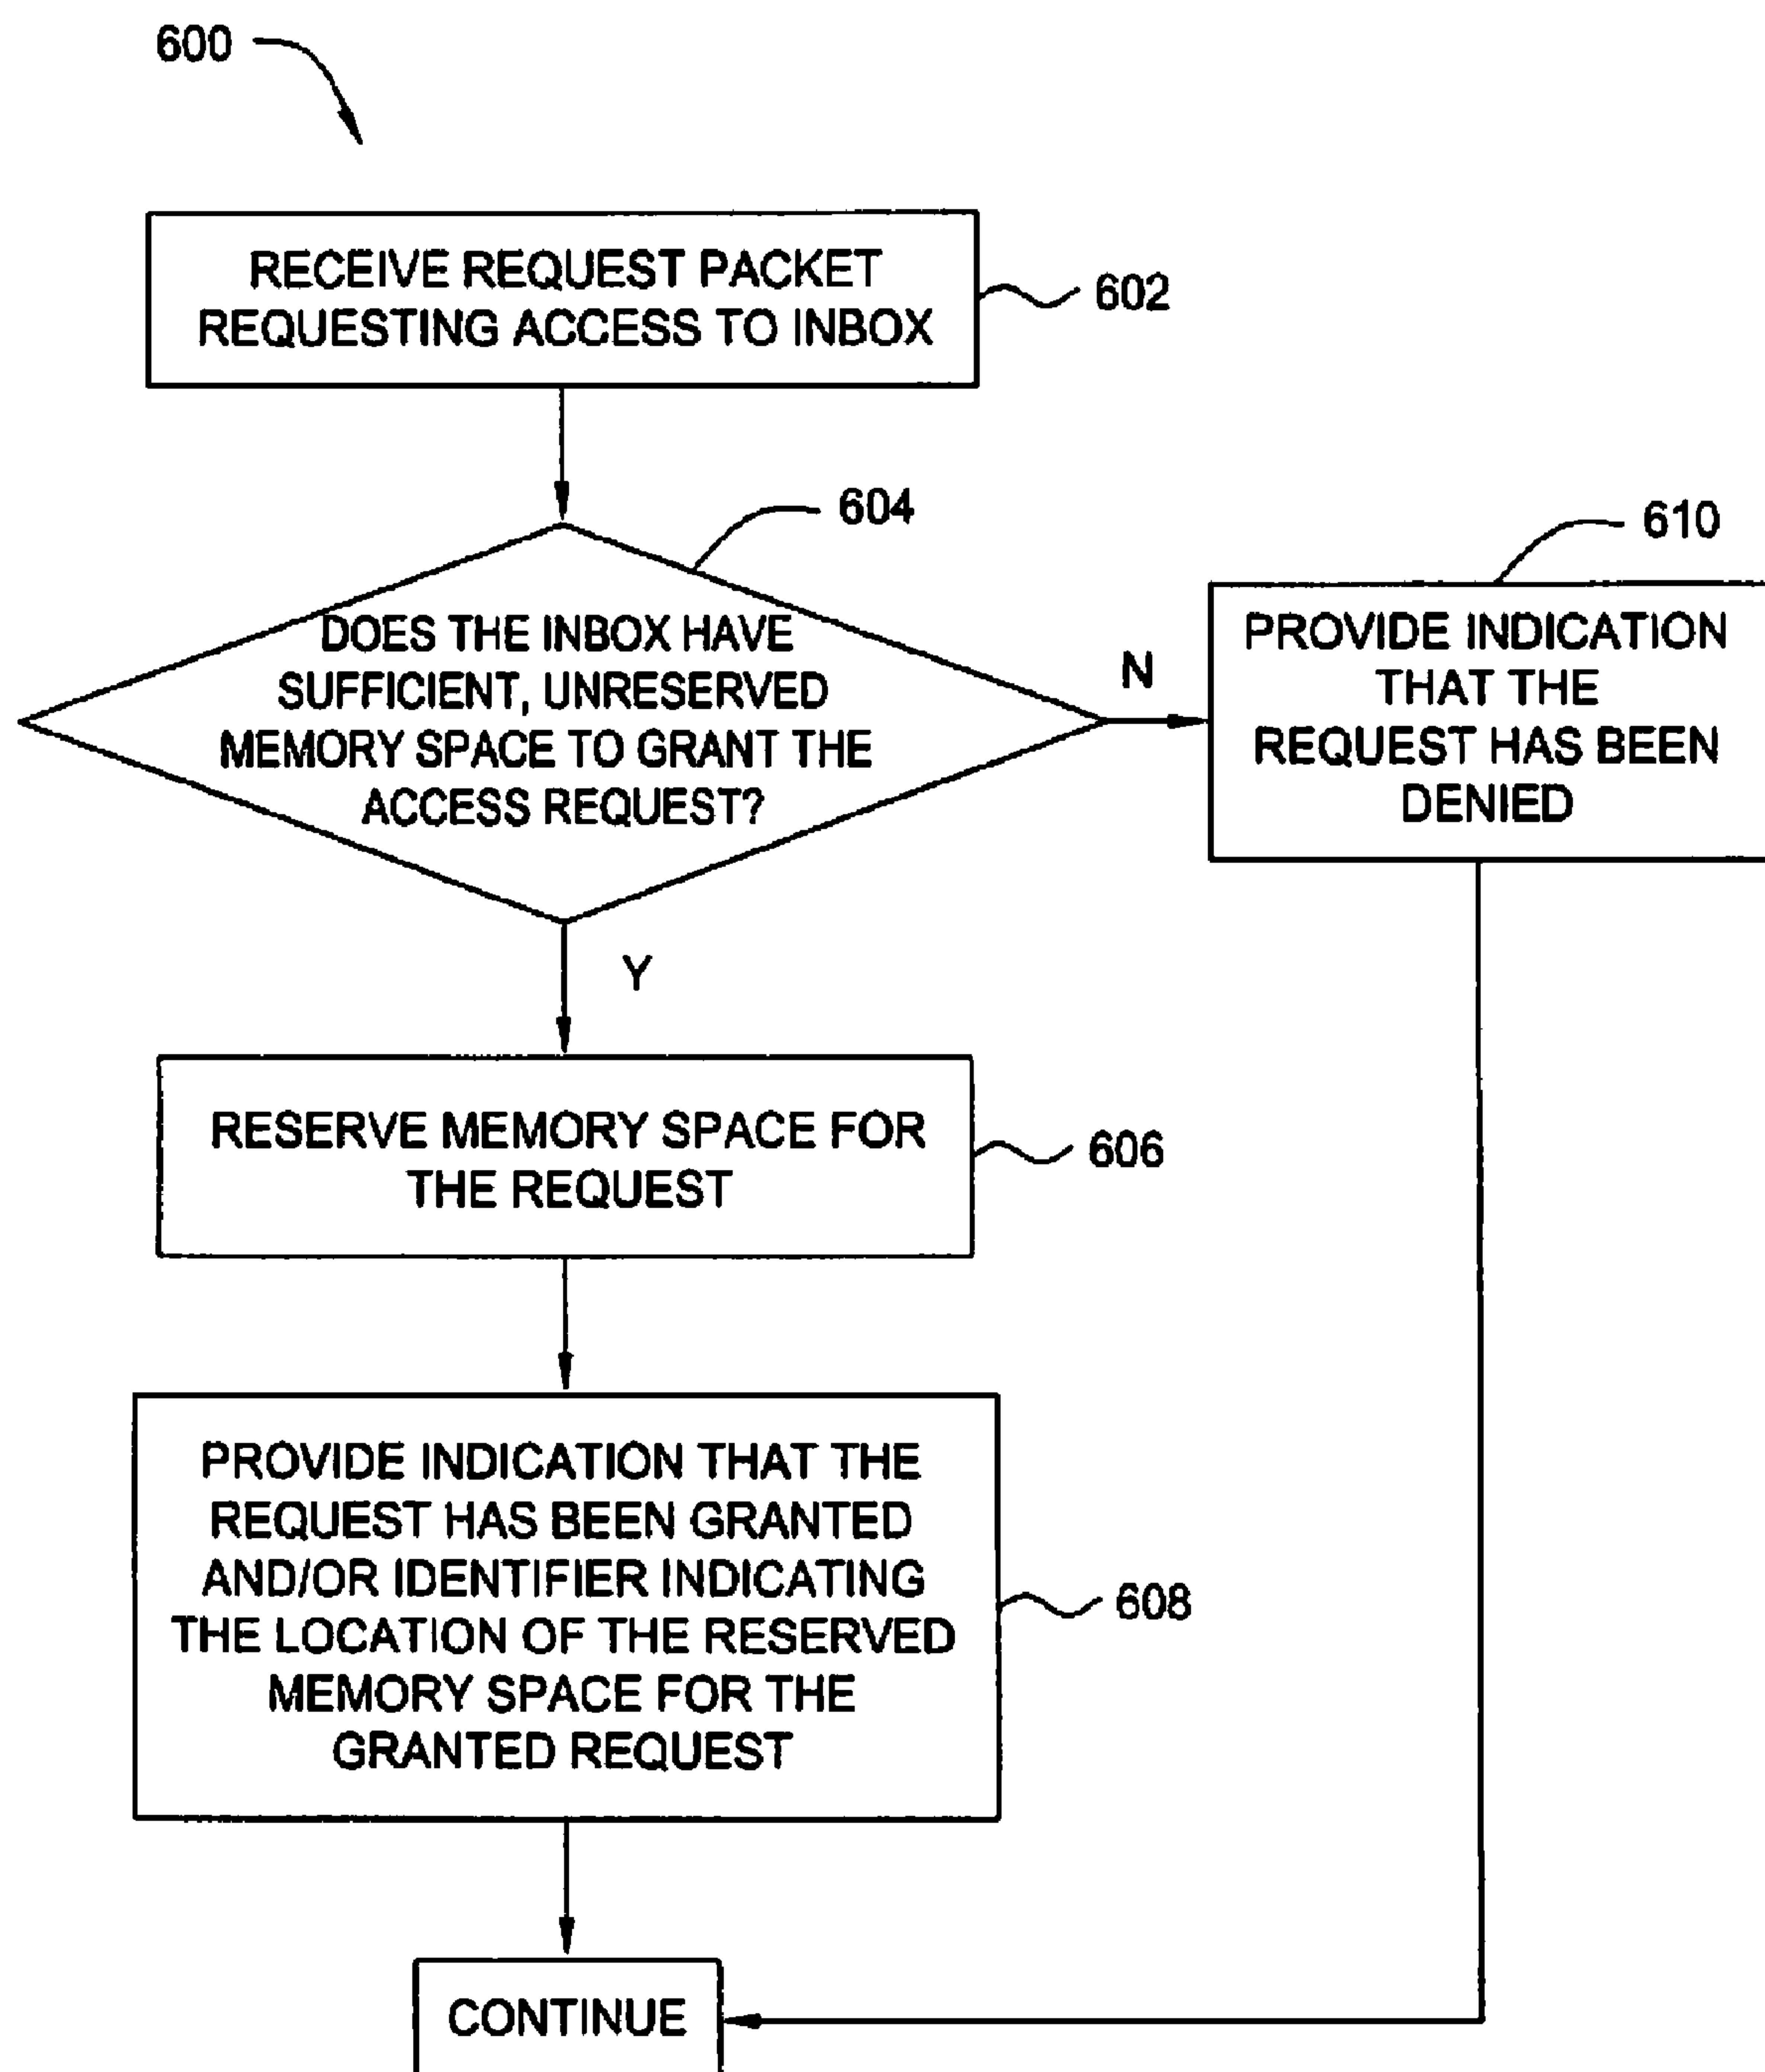 600
RECEIVE REQUEST PACKET
REQUESTING ACCESS TO INBOX
602
604
DOES THE INBOX HAVE
SUFFICIENT, UNRESERVED
MEMORY SPACE TO GRANT THE
ACCESS REQUEST?
N
610
PROVIDE INDICATION
THAT THE
REQUEST HAS BEEN
DENIED
Y
RESERVE MEMORY SPACE FOR
THE REQUEST
606
PROVIDE INDICATION THAT THE
REQUEST HAS BEEN GRANTED
AND/OR IDENTIFIER INDICATING
THE LOCATION OF THE RESERVED
MEMORY SPACE FOR THE
GRANTED REQUEST
608
CONTINUE